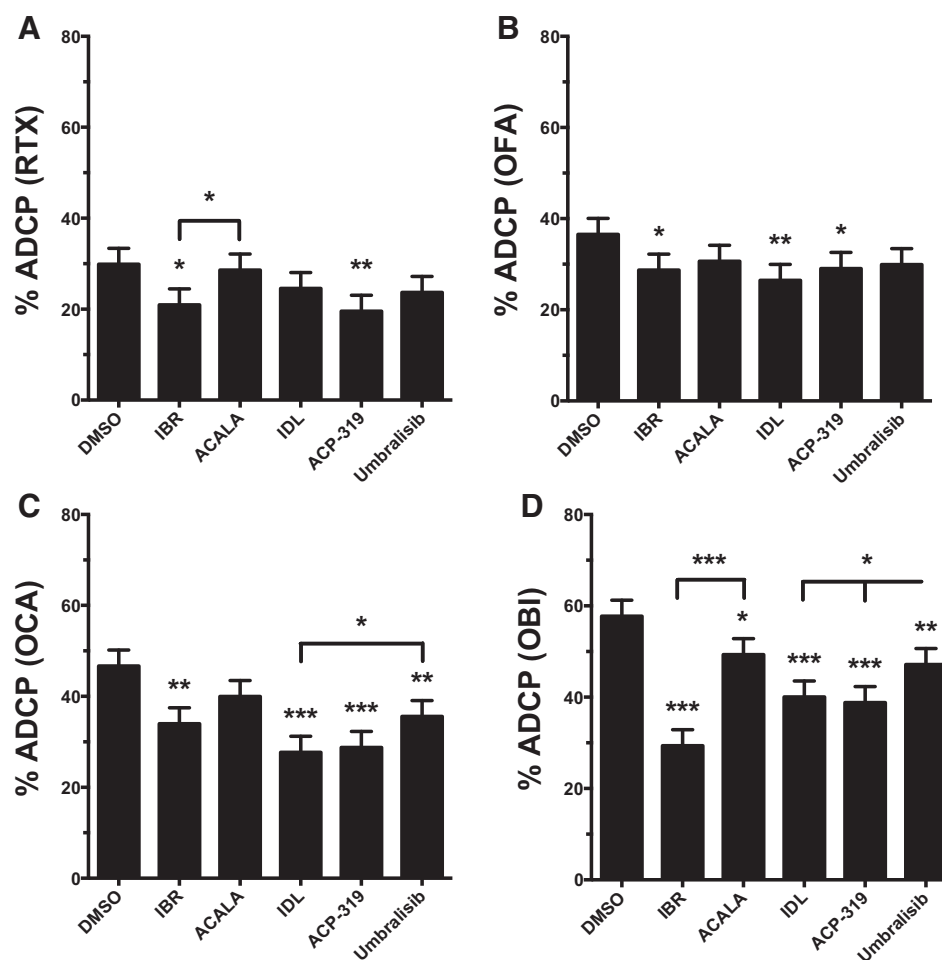 A
% ADCP (RTX)
80
60
40
20
0
*
*
**
DMSO
IBR
ACALA
IDL
ACP-319
Umbralisib
B
% ADCP (OFA)
80
60
40
20
0
*
**
*
DMSO
IBR
ACALA
IDL
ACP-319
Umbralisib
C
% ADCP (OCA)
80
60
40
20
0
*
**
***
***
**
DMSO
IBR
ACALA
IDL
ACP-319
Umbralisib
D
% ADCP (OBI)
80
60
40
20
0
***
*
***
*
***
***
**
DMSO
IBR
ACALA
IDL
ACP-319
Umbralisib